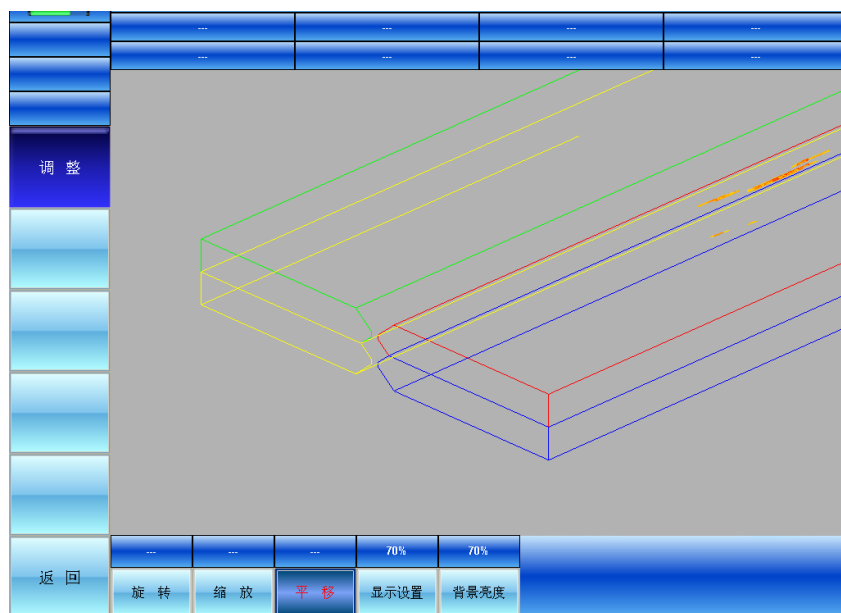 --- --- --- ---
--- --- --- ---
调 整
返 回
--- --- --- 70% 70%
旋 转 缩 放 平 移 显示设置 背景亮度